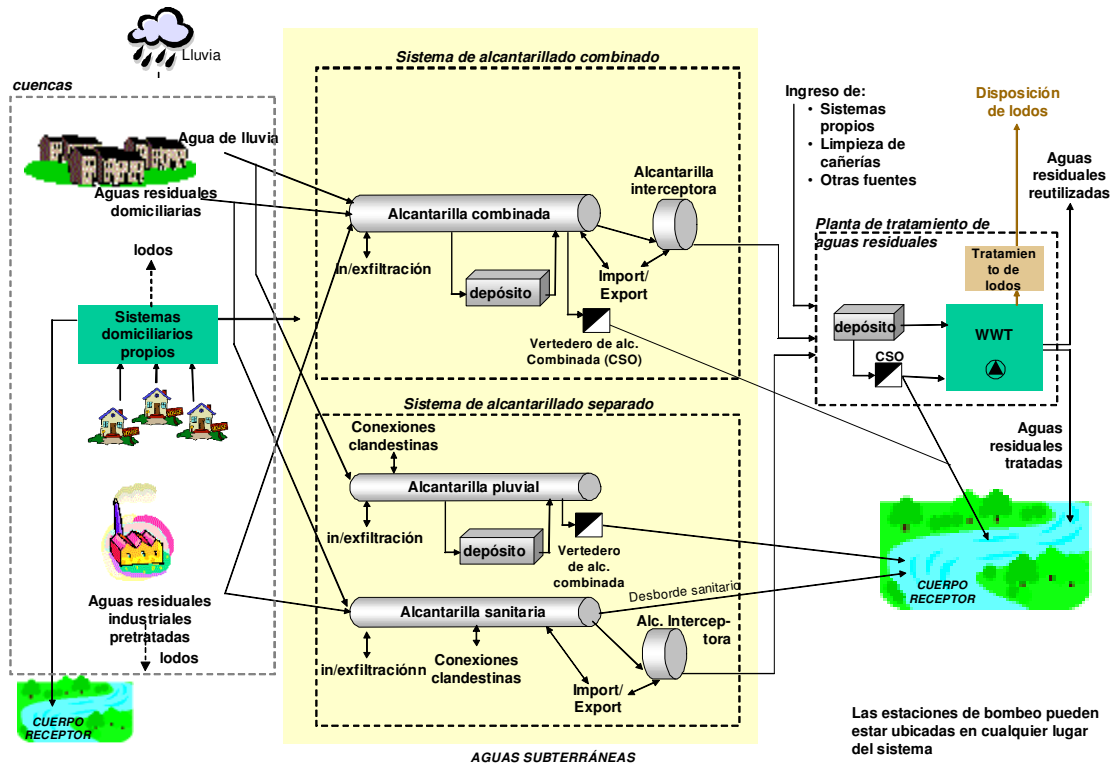 Lluvia
cuencas
Agua de lluvia
Aguas residuales
domiciliarias
lodos
Sistemas
domiciliarios
propios
HOUSE
HOUSE
HOUSE
Aguas residuales
industriales
pretratadas
lodos
CUERPO
RECEPTOR
Sistema de alcantarillado combinado
Alcantarilla combinada
in/exfiltración
depósito
Vertedero de alc.
Combinada (CSO)
Import/
Export
Alcantarilla
interceptora
Sistema de alcantarillado separado
Conexiones
clandestinas
Alcantarilla pluvial
in/exfiltración
depósito
Vertedero
de alc.
combinada
Alcantarilla sanitaria
in/exfiltraciónn
Conexiones
clandestinas
Import/
Export
Desborde sanitario
Alc. Intercep-
tora
AGUAS SUBTERRÁNEAS
Ingreso de:
• Sistemas
propios
• Limpieza de
cañerías
• Otras fuentes
Disposición
de lodos
Aguas
residuales
reutilizadas
Planta de tratamiento de
aguas residuales
Tratamien
to de
lodos
depósito
CSO
WWT
Aguas
residuales
tratadas
CUERPO
RECEPTOR
Las estaciones de bombeo pueden
estar ubicadas en cualquier lugar
del sistema